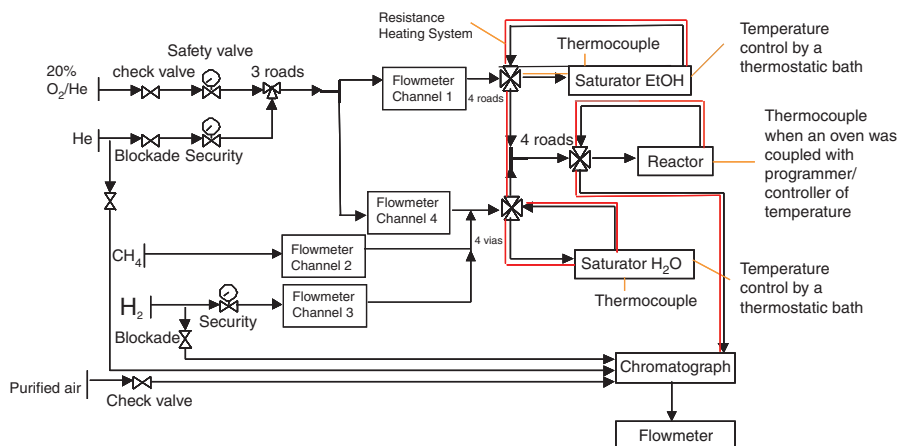 Resistance
Heating System
Safety valve
20%
O₂/He
check valve
3 roads
Flowmeter
Channel 1
4 roads
Thermocouple
Saturator EtOH
Temperature
control by a
thermostatic bath
He
Blockade
Security
4 roads
Reactor
Thermocouple
when an oven was
coupled with
programmer/
controller of
temperature
Flowmeter
Channel 4
4 vias
CH₄
Flowmeter
Channel 2
Saturator H₂O
Thermocouple
Temperature
control by a
thermostatic bath
H₂
Security
Flowmeter
Channel 3
Blockade
Purified air
Check valve
Chromatograph
Flowmeter